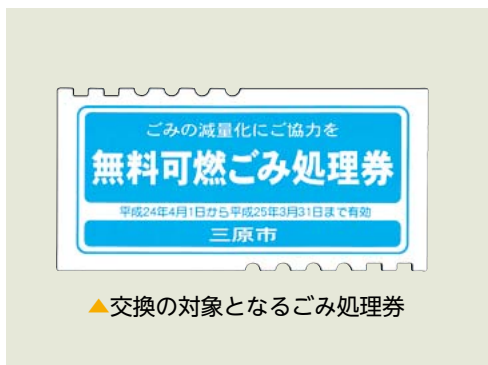 ごみの減量化にご協力を
無料可燃ごみ処理券
平成24年4月1日から平成25年3月31日まで有効
三原市
▲交換の対象となるごみ処理券